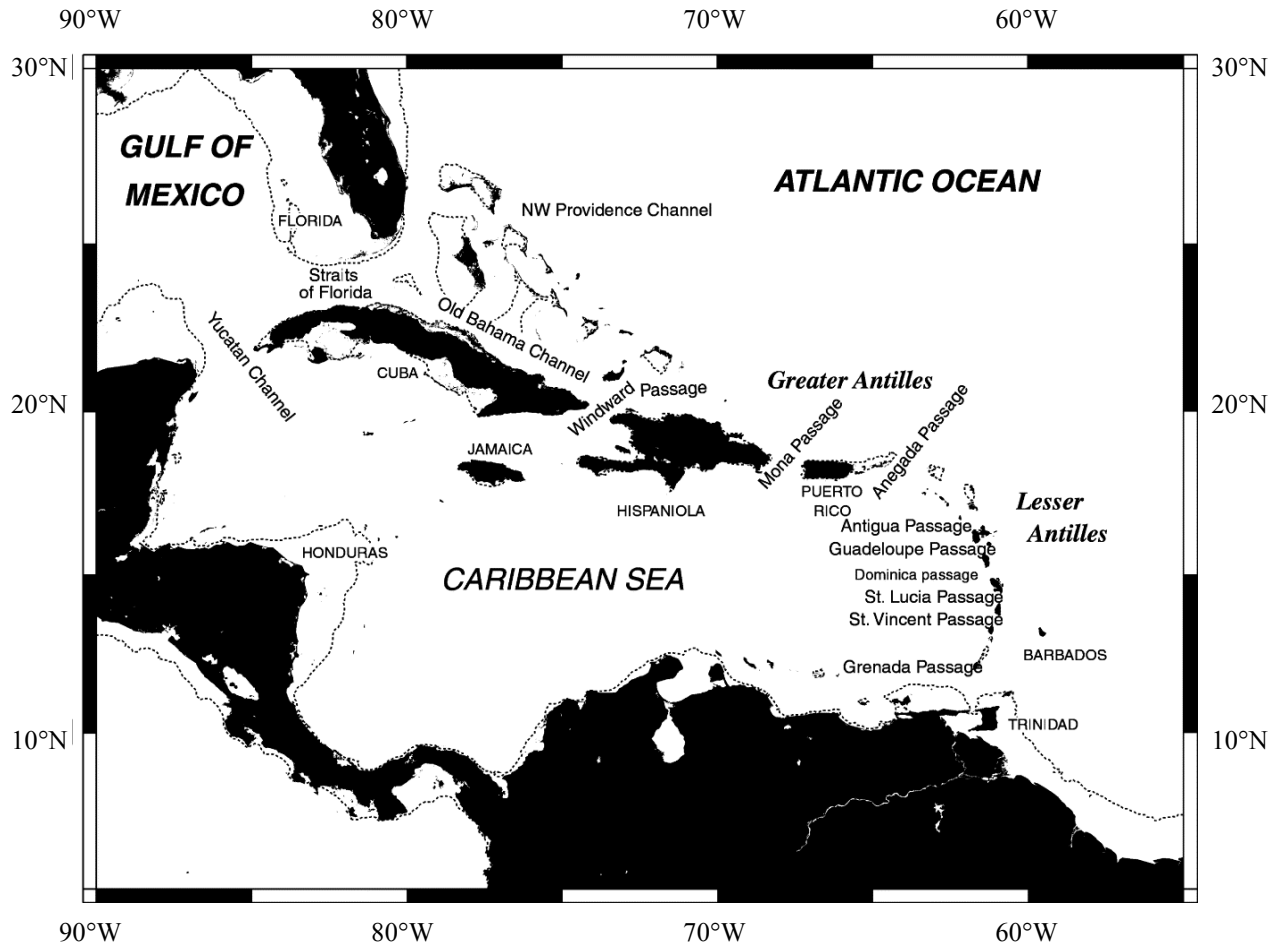 90°W 80°W 70°W 60°W
30°N 30°N
GULF OF
MEXICO
ATLANTIC OCEAN
NW Providence Channel
FLORIDA
Straits
of Florida
Old Bahama Channel
Yucatan Channel
CUBA
Windward Passage
Greater Antilles
20°N 20°N
Mona Passage
Anegada Passage
JAMAICA
HISPANIOLA
PUERTO
RICO
Lesser
Antilles
Antigua Passage
Guadeloupe Passage
HONDURAS
CARIBBEAN SEA
Dominica passage
St. Lucia Passage
St. Vincent Passage
BARBADOS
Grenada Passage
TRINIDAD
10°N 10°N
90°W 80°W 70°W 60°W